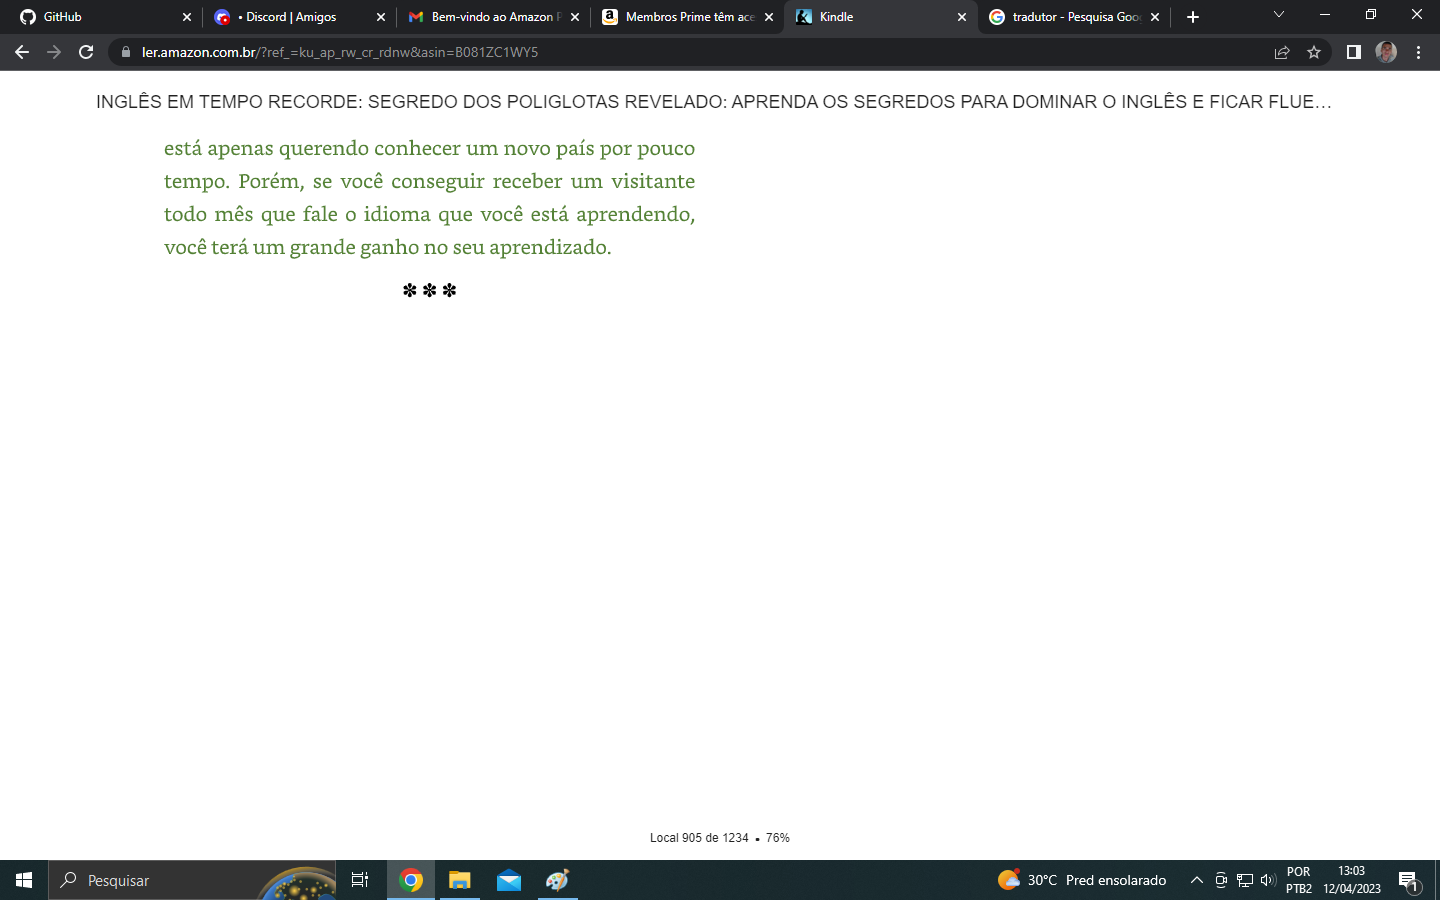 GitHub
• Discord | Amigos
Bem-vindo ao Amazon P
Membros Prime têm ace
Kindle
tradutor - Pesquisa Goog
ler.amazon.com.br/?ref_=ku_ap_rw_cr_rdnw&asin=B081ZC1WY5
INGLÊS EM TEMPO RECORDE: SEGREDO DOS POLIGLOTAS REVELADO: APRENDA OS SEGREDOS PARA DOMINAR O INGLÊS E FICAR FLUE…
está apenas querendo conhecer um novo país por pouco
tempo. Porém, se você conseguir receber um visitante
todo mês que fale o idioma que você está aprendendo,
você terá um grande ganho no seu aprendizado.
✽ ✽ ✽
Local 905 de 1234 • 76%
Pesquisar
30°C Pred ensolarado
POR
PTB2
13:03
12/04/2023
1